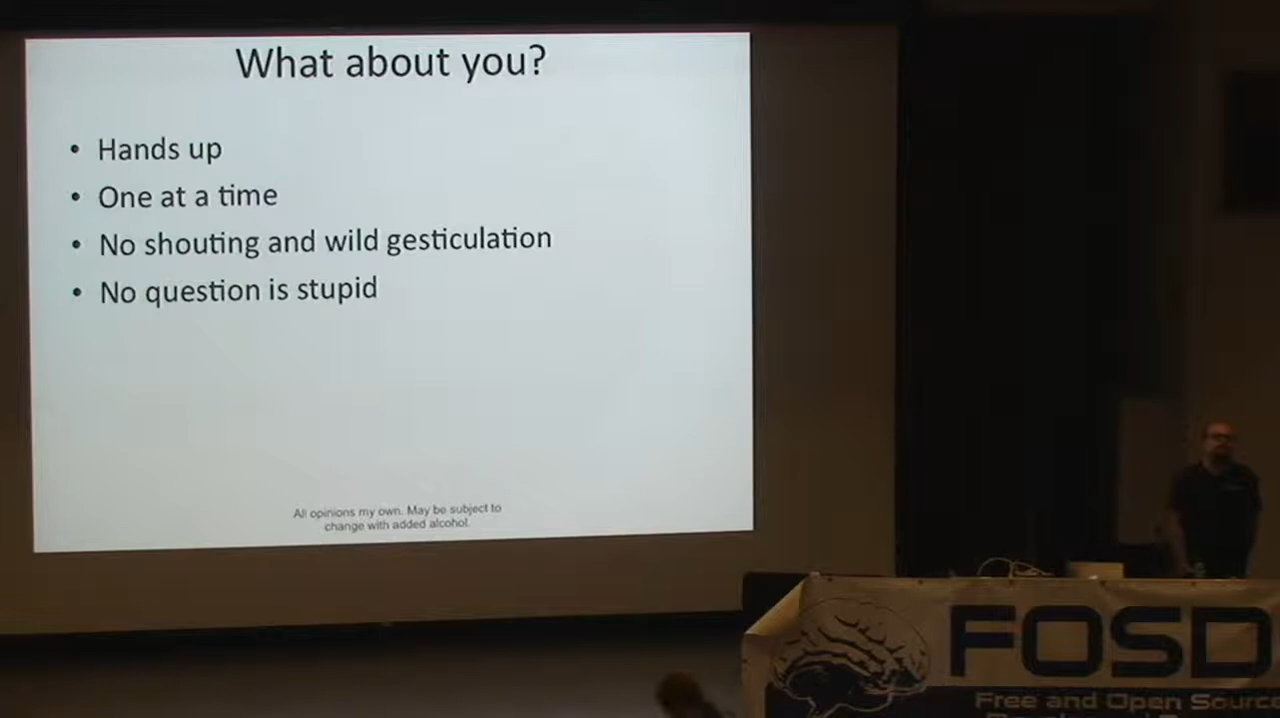 What about you?
• Hands up
• One at a time
• No shouting and wild gesticulation
• No question is stupid
All opinions my own. May be subject to
change with added alcohol.
FOSD
Free and Open Source